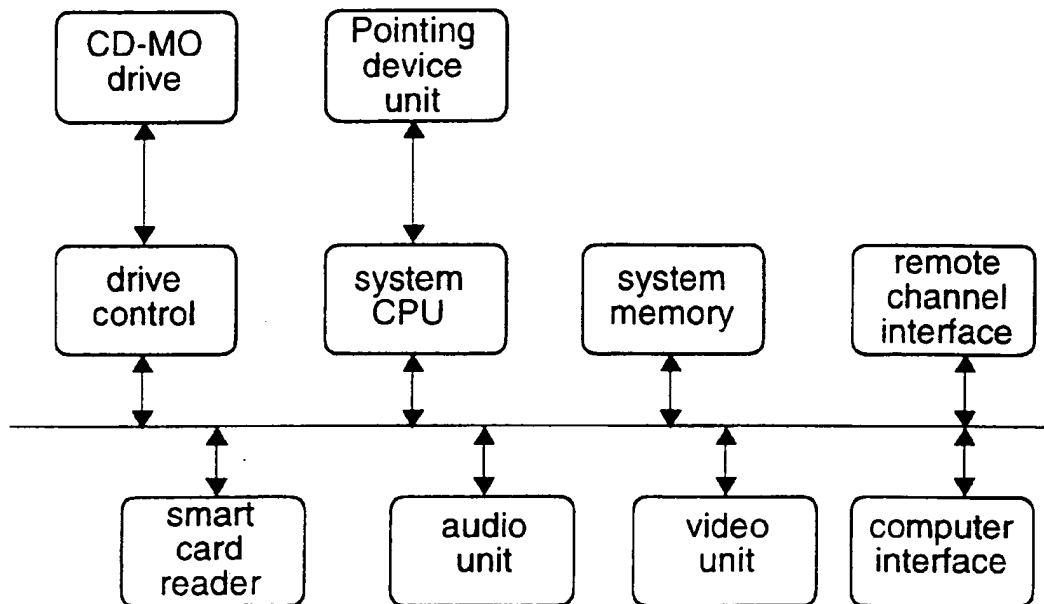 CD-MO
drive
Pointing
device
unit
drive
control
system
CPU
system
memory
remote
channel
interface
smart
card
reader
audio
unit
video
unit
computer
interface